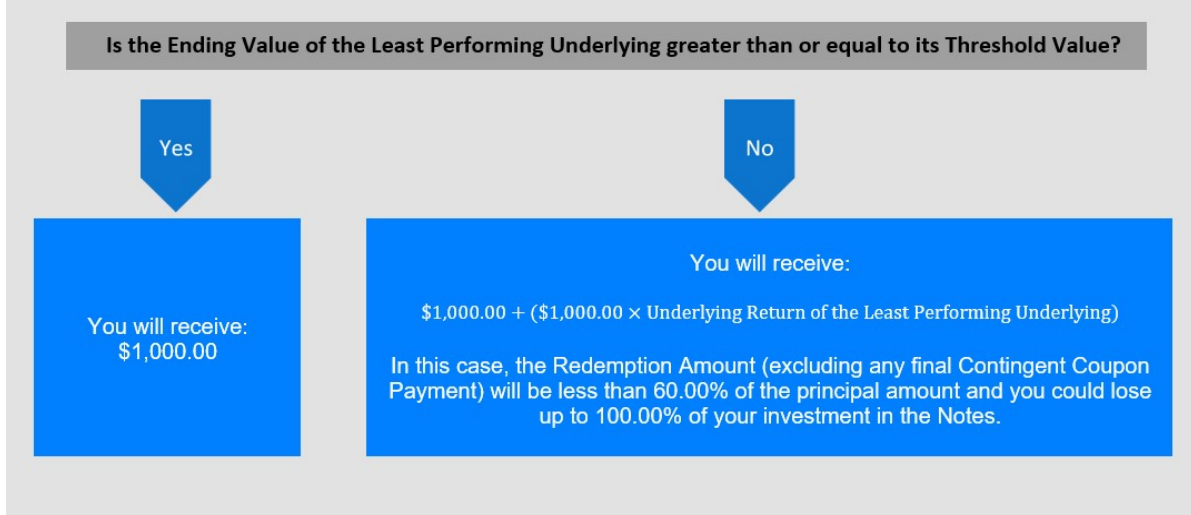 Is the Ending Value of the Least Performing Underlying greater than or equal to its Threshold Value?
Yes
No
You will receive:
$1,000.00
You will receive:
$1,000.00 + ($1,000.00 × Underlying Return of the Least Performing Underlying)
In this case, the Redemption Amount (excluding any final Contingent Coupon
Payment) will be less than 60.00% of the principal amount and you could lose
up to 100.00% of your investment in the Notes.